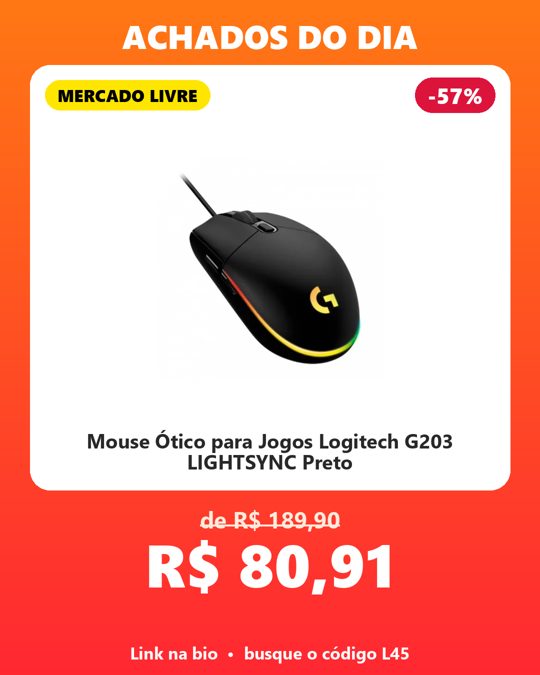 ACHADOS DO DIA
MERCADO LIVRE
-57%
Mouse Ótico para Jogos Logitech G203
LIGHTSYNC Preto
de R$ 189,90
R$ 80,91
Link na bio • busque o código L45